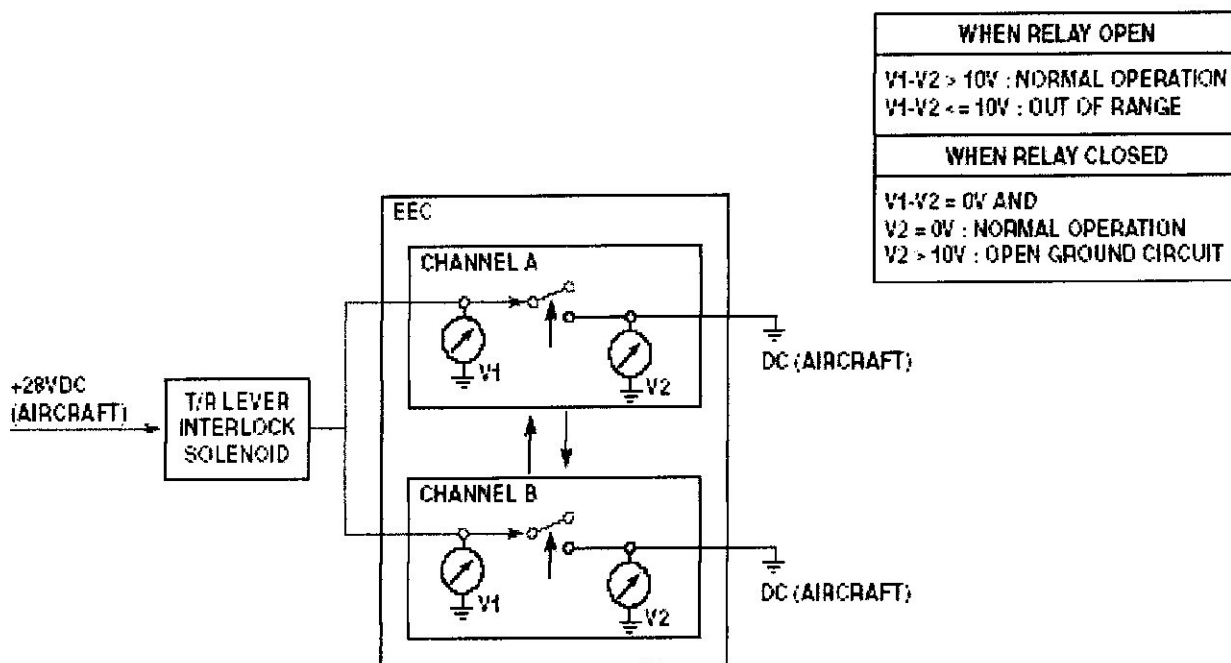 WHEN RELAY OPEN
V1-V2 > 10V : NORMAL OPERATION
V1-V2 <= 10V : OUT OF RANGE
WHEN RELAY CLOSED
V1-V2 = 0V AND
V2 = 0V : NORMAL OPERATION
V2 > 10V : OPEN GROUND CIRCUIT
EEC
CHANNEL A
V1
V2
DC (AIRCRAFT)
+28VDC
(AIRCRAFT)
T/R LEVER
INTERLOCK
SOLENOID
CHANNEL B
V1
V2
DC (AIRCRAFT)